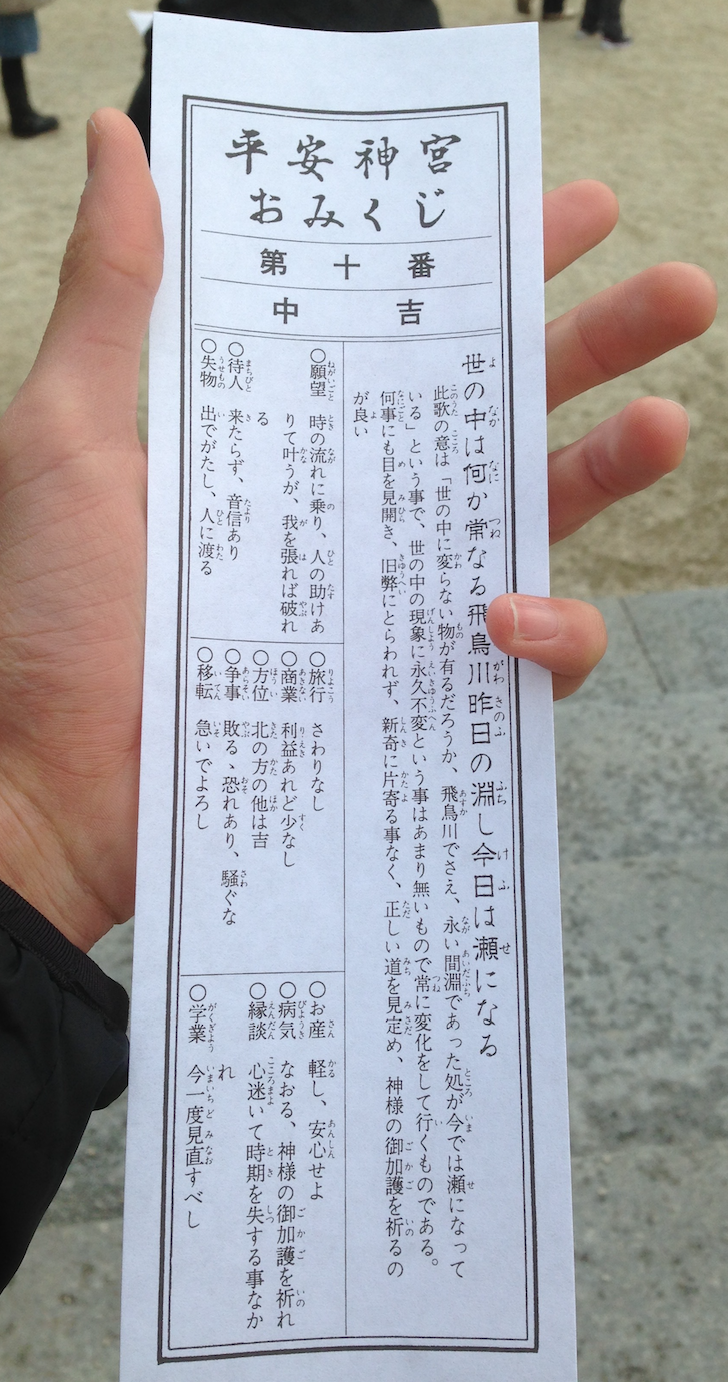 平安神宮
おみくじ
第十番
中吉
世の中は何か常なる飛鳥川昨日の淵し今日は瀬になる
此歌の意は「世の中に変らない物が有るだろうか、飛鳥川でさえ、永い間淵であった処が今では瀬になって
いる」という事で、世の中の現象に永久不変という事はあまり無いもので常に変化をして行くものである。
何事にも目を見開き、旧弊にとらわれず、新奇に片寄る事なく、正しい道を見定め、神様の御加護を祈るの
が良い
○願望 時の流れに乗り、人の助けあ
りて叶うが、我を張れば破れ
る
○待人 来たらず、音信あり
○失物 出でがたし、人に渡る
○旅行 さわりなし
○商業 利益あれど少なし
○方位 北の方の他は吉
○争事 敗るゝ恐れあり、騒ぐな
○移転 急いでよろし
○お産 軽し、安心せよ
○病気 なおる、神様の御加護を祈れ
○縁談 心迷いて時期を失する事なか
れ
○学業 今一度見直すべし